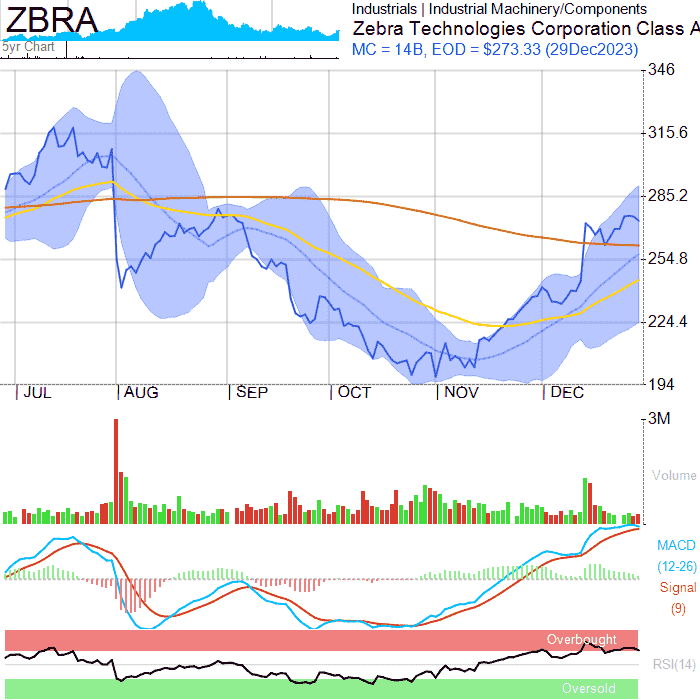 ZBRA
5yr Chart
Industrials | Industrial Machinery/Components
Zebra Technologies Corporation Class A
MC = 14B, EOD = $273.33 (29Dec2023)
346
315.6
285.2
254.8
224.4
194
JUL AUG SEP OCT NOV DEC
3M
Volume
MACD
(12-26)
Signal
(9)
Overbought
RSI(14)
Oversold